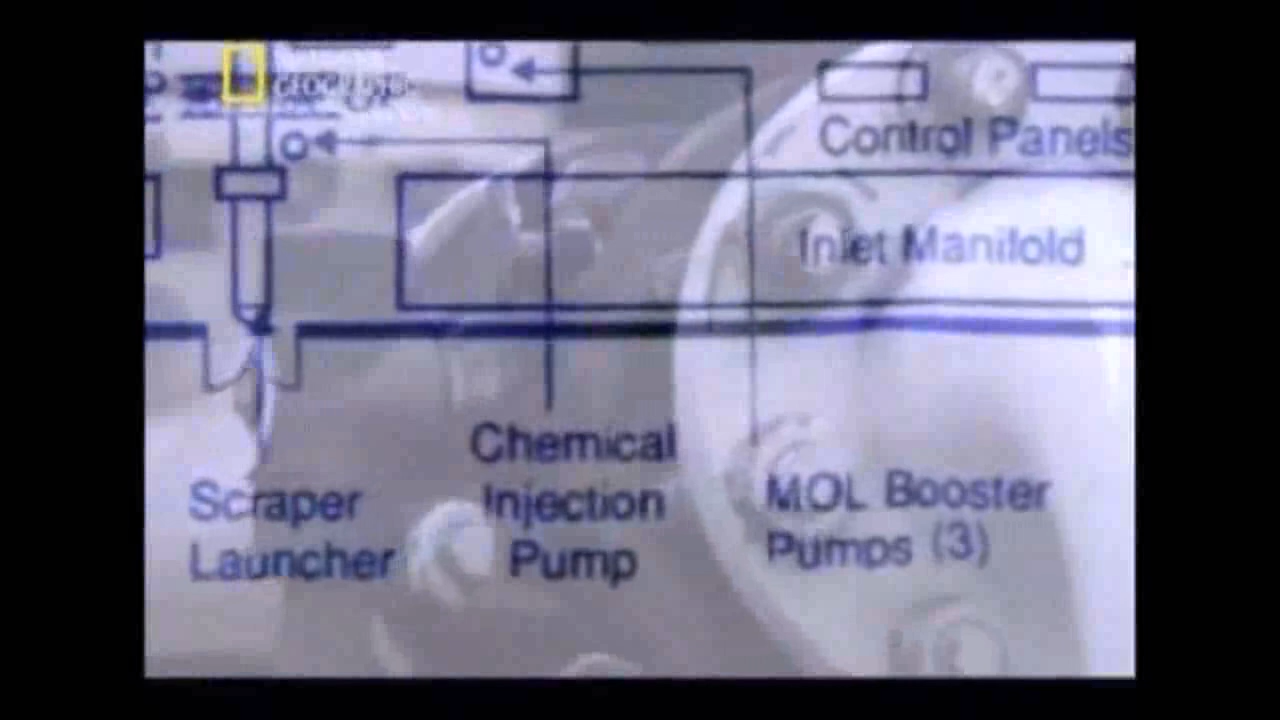 Control Panels
Inlet Manifold
Chemical
Injection
Pump
Scraper
Launcher
MOL Booster
Pumps (3)